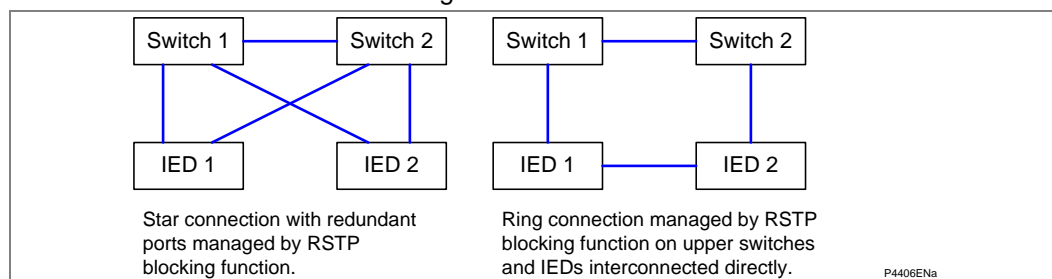 Switch 1
Switch 2
IED 1
IED 2
Star connection with redundant
ports managed by RSTP
blocking function.
Switch 1
Switch 2
IED 1
IED 2
Ring connection managed by RSTP
blocking function on upper switches
and IEDs interconnected directly.
P4406ENa